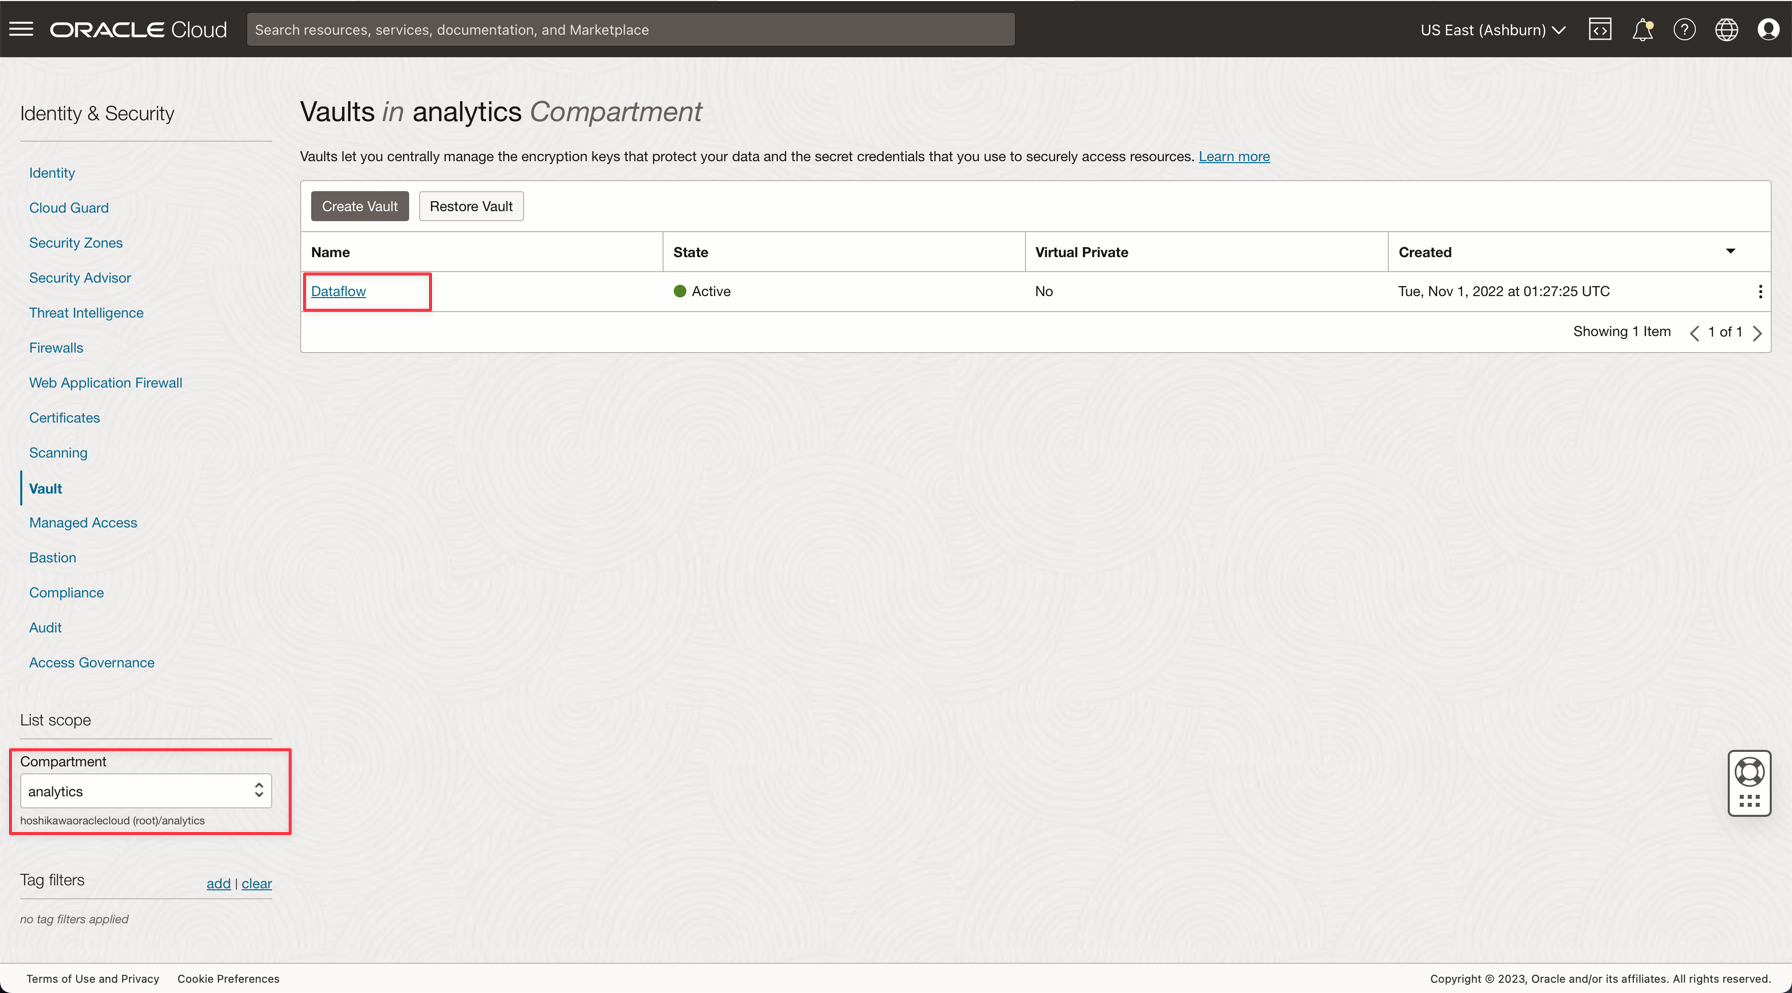 ORACLE Cloud
Search resources, services, documentation, and Marketplace
US East (Ashburn)
Identity & Security
Identity
Cloud Guard
Security Zones
Security Advisor
Threat Intelligence
Firewalls
Web Application Firewall
Certificates
Scanning
Vault
Managed Access
Bastion
Compliance
Audit
Access Governance
List scope
Compartment
analytics
hoshikawaoraclecloud (root)/analytics
Tag filters add | clear
no tag filters applied
Vaults in analytics Compartment
Vaults let you centrally manage the encryption keys that protect your data and the secret credentials that you use to securely access resources. Learn more
Create Vault Restore Vault
Name State Virtual Private Created
Dataflow Active No Tue, Nov 1, 2022 at 01:27:25 UTC
Showing 1 Item 1 of 1
Terms of Use and Privacy Cookie Preferences
Copyright © 2023, Oracle and/or its affiliates. All rights reserved.